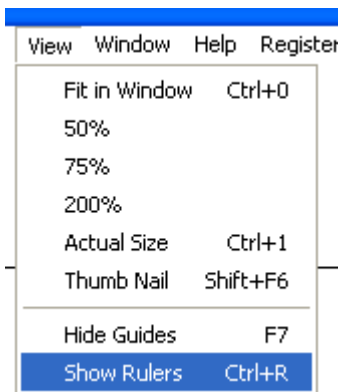 View Window Help Register
Fit in Window Ctrl+0
50%
75%
200%
Actual Size Ctrl+1
Thumb Nail Shift+F6
Hide Guides F7
Show Rulers Ctrl+R